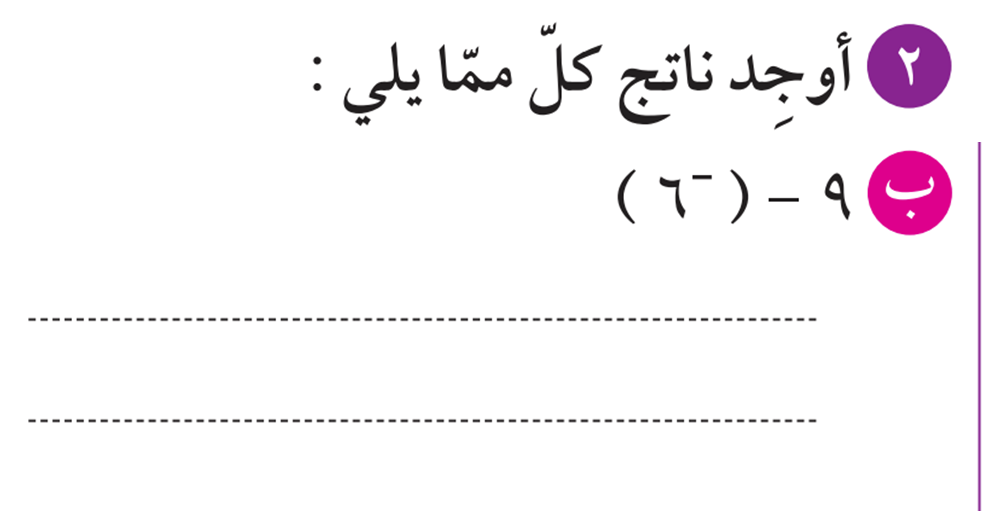 ٢ أوجِد ناتج كلّ ممّا يلي :
ب ٩ – ( ⁻٦ )